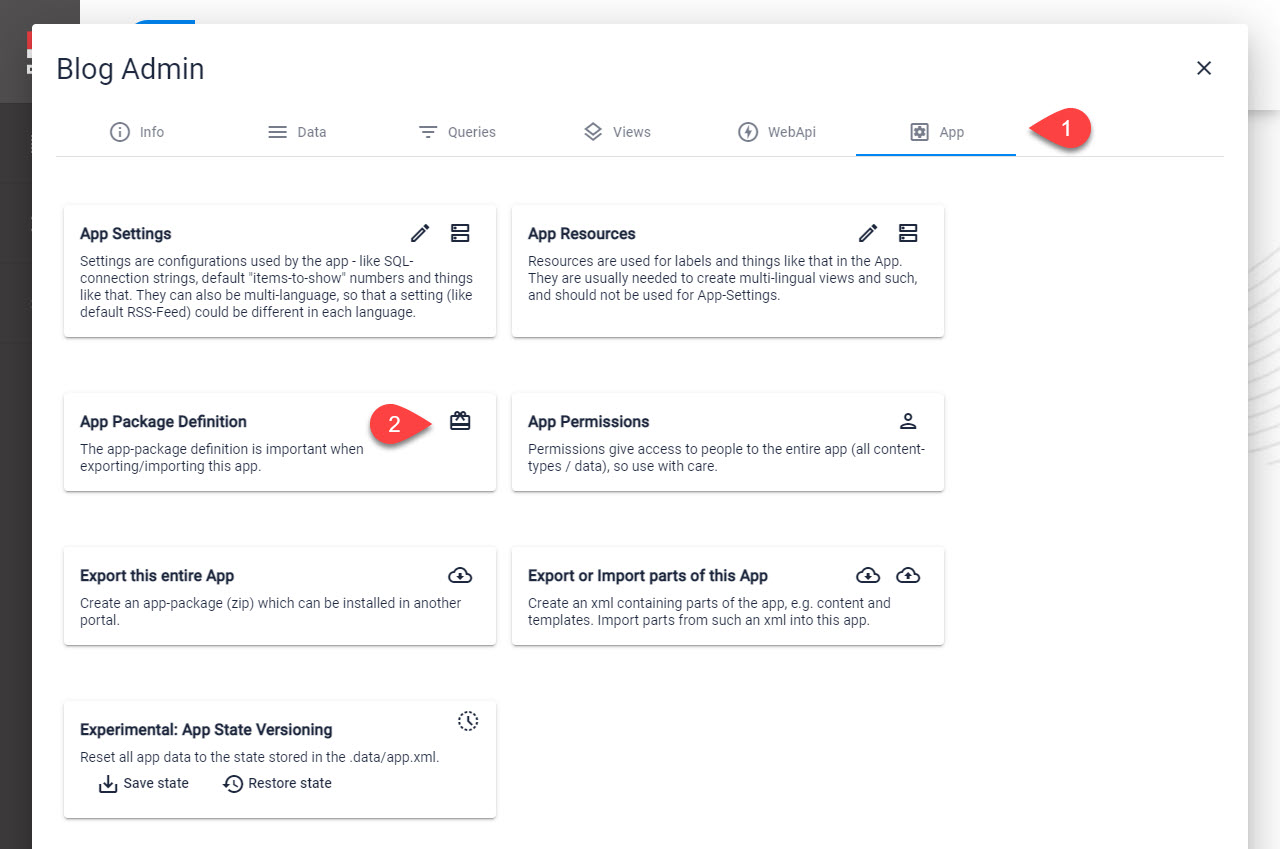 Blog Admin
Info
Data
Queries
Views
WebApi
App
1
App Settings
Settings are configurations used by the app - like SQL-
connection strings, default "items-to-show" numbers and things
like that. They can also be multi-language, so that a setting (like
default RSS-Feed) could be different in each language.
App Resources
Resources are used for labels and things like that in the App.
They are usually needed to create multi-lingual views and such,
and should not be used for App-Settings.
App Package Definition
2
The app-package definition is important when
exporting/importing this app.
App Permissions
Permissions give access to people to the entire app (all content-
types / data), so use with care.
Export this entire App
Create an app-package (zip) which can be installed in another
portal.
Export or Import parts of this App
Create an xml containing parts of the app, e.g. content and
templates. Import parts from such an xml into this app.
Experimental: App State Versioning
Reset all app data to the state stored in the .data/app.xml.
Save state
Restore state